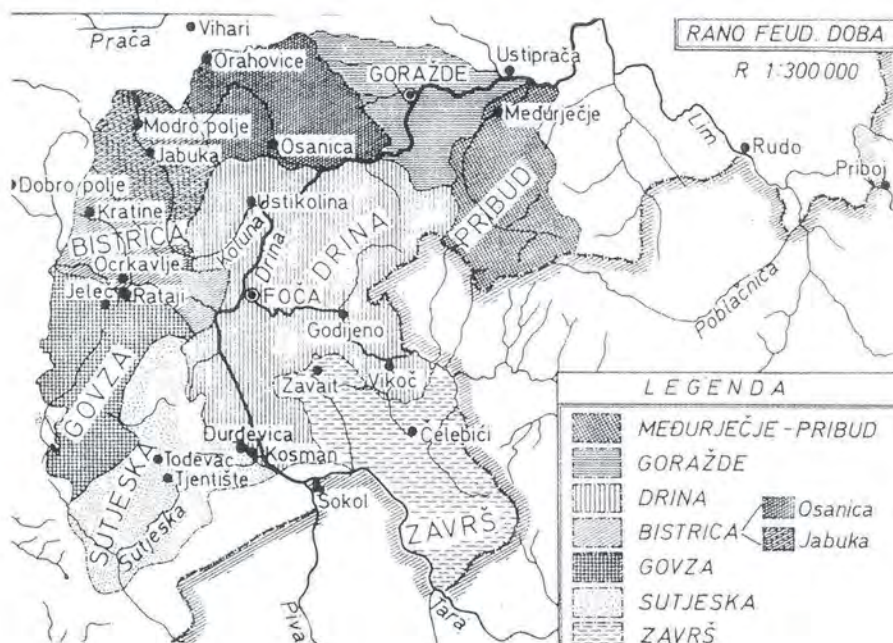 Vihari
Prača
RANO FEUD. DOBA
Orahovice
Ustiprača
R 1:300 000
GORAŽDE
Međurječje
Modro polje
Lim.
Osanica
Rudo
Jabuka
Priboj
Dobro polje
Ustikolina
Kratine
PRIBUD
BISTRICA
Koluna
Drina
DRINA
Ocrkavlje
Jelec
Rataji
FOČA
Poblaćnica
Godijeno
GOVZA
Zavait
Vikoč
LEGENDA
MEĐURJEČJE-PRIBUD
Čelebići
GORAŽDE
Đurđevica
Kosman
DRINA
Todevac
Tjentište
Sokol
Osanica
SUTJESKA
ZAVRŠ
BISTRICA
Sutjeska
Jabuka
GOVZA
SUTJESKA
Piva
Tara.
ZAVRŠ